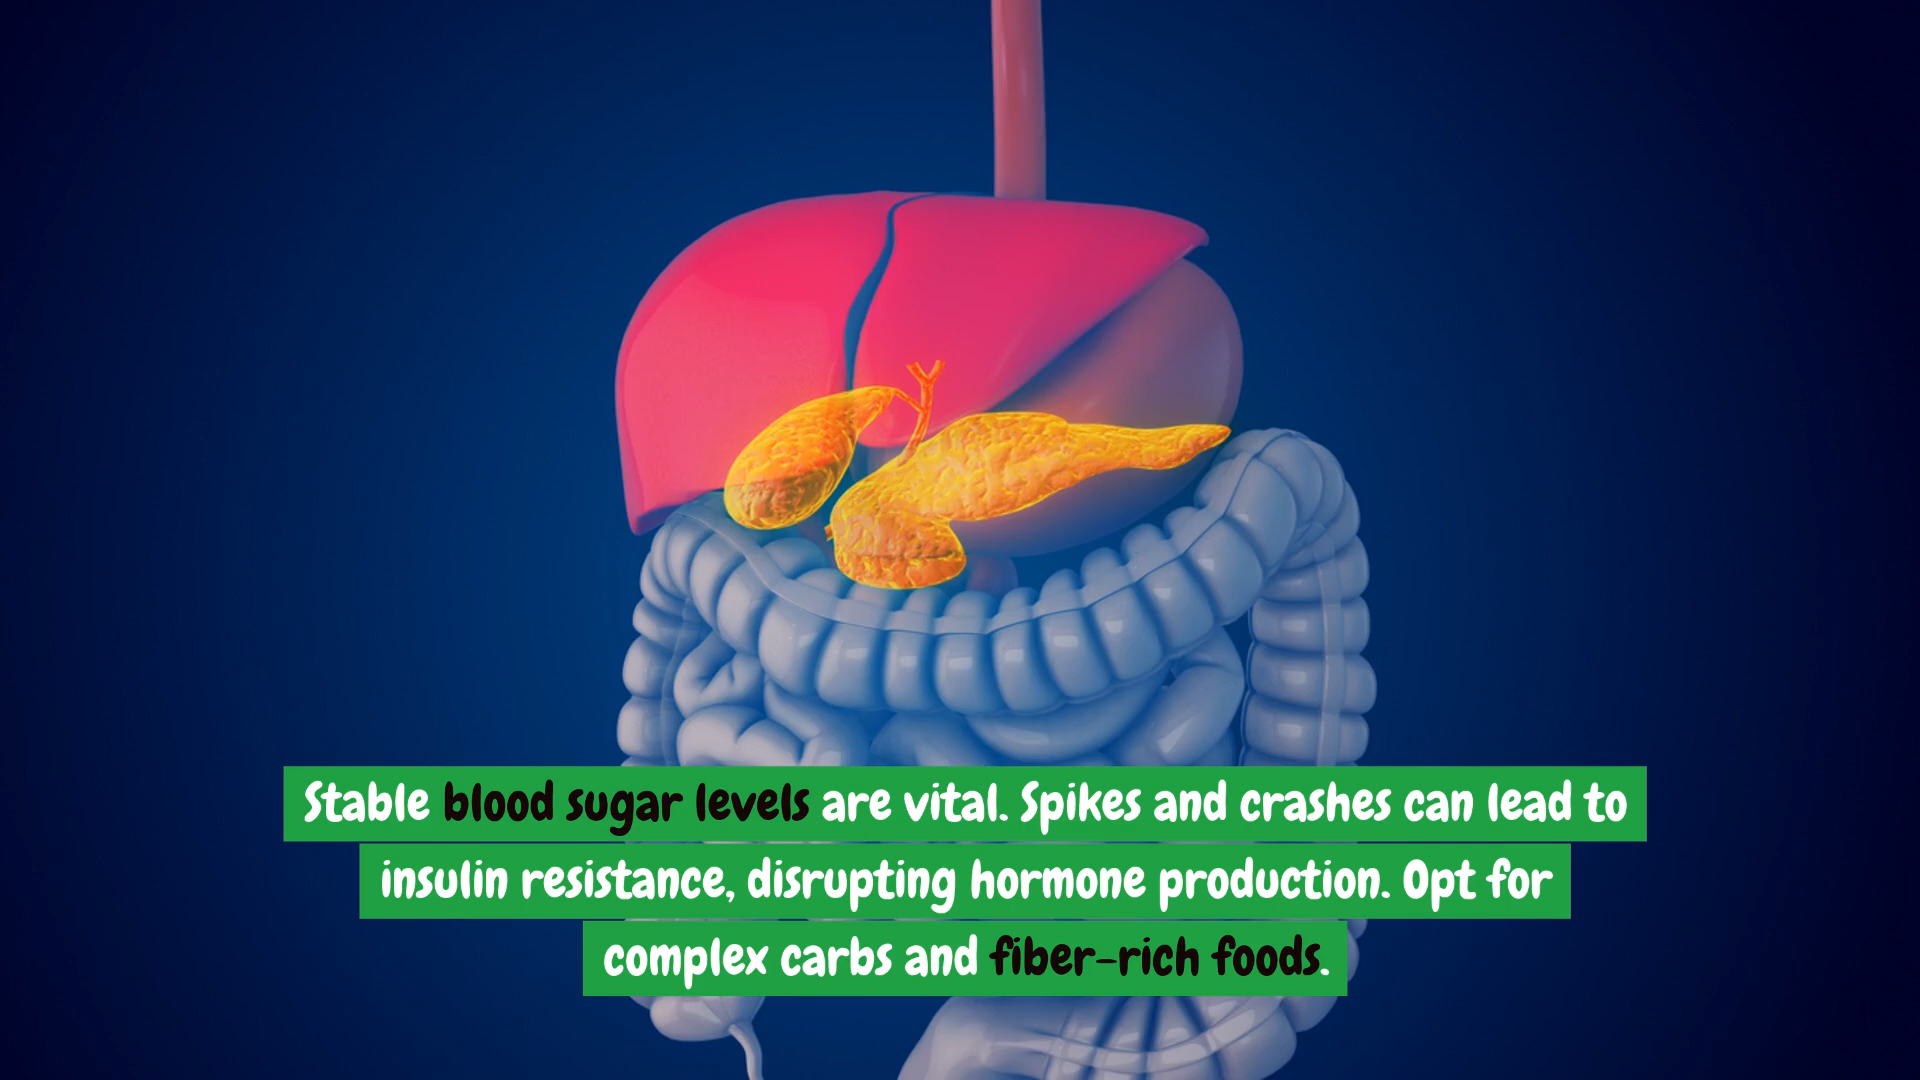 Stable blood sugar levels are vital. Spikes and crashes can lead to
insulin resistance, disrupting hormone production. Opt for
complex carbs and fiber-rich foods.